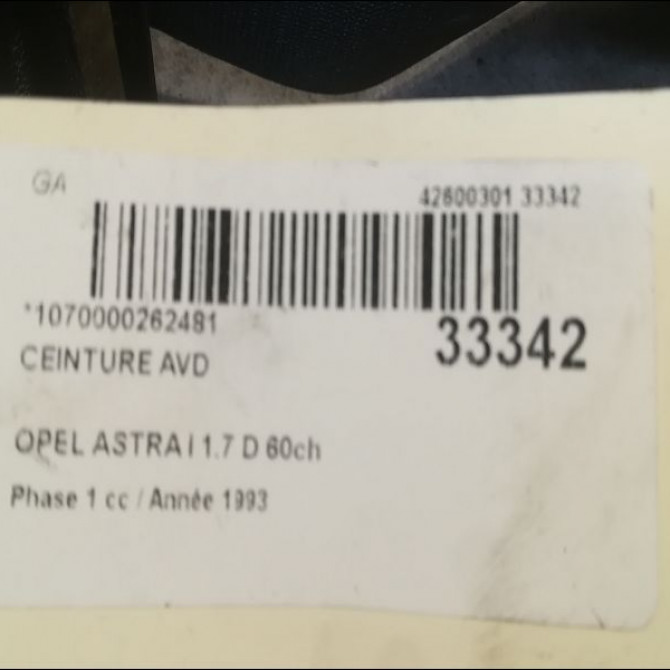 GA
42600301 33342
*1070000262481
33342
CEINTURE AVD
OPEL ASTRA I 1.7 D 60ch
Phase 1 cc / Année 1993